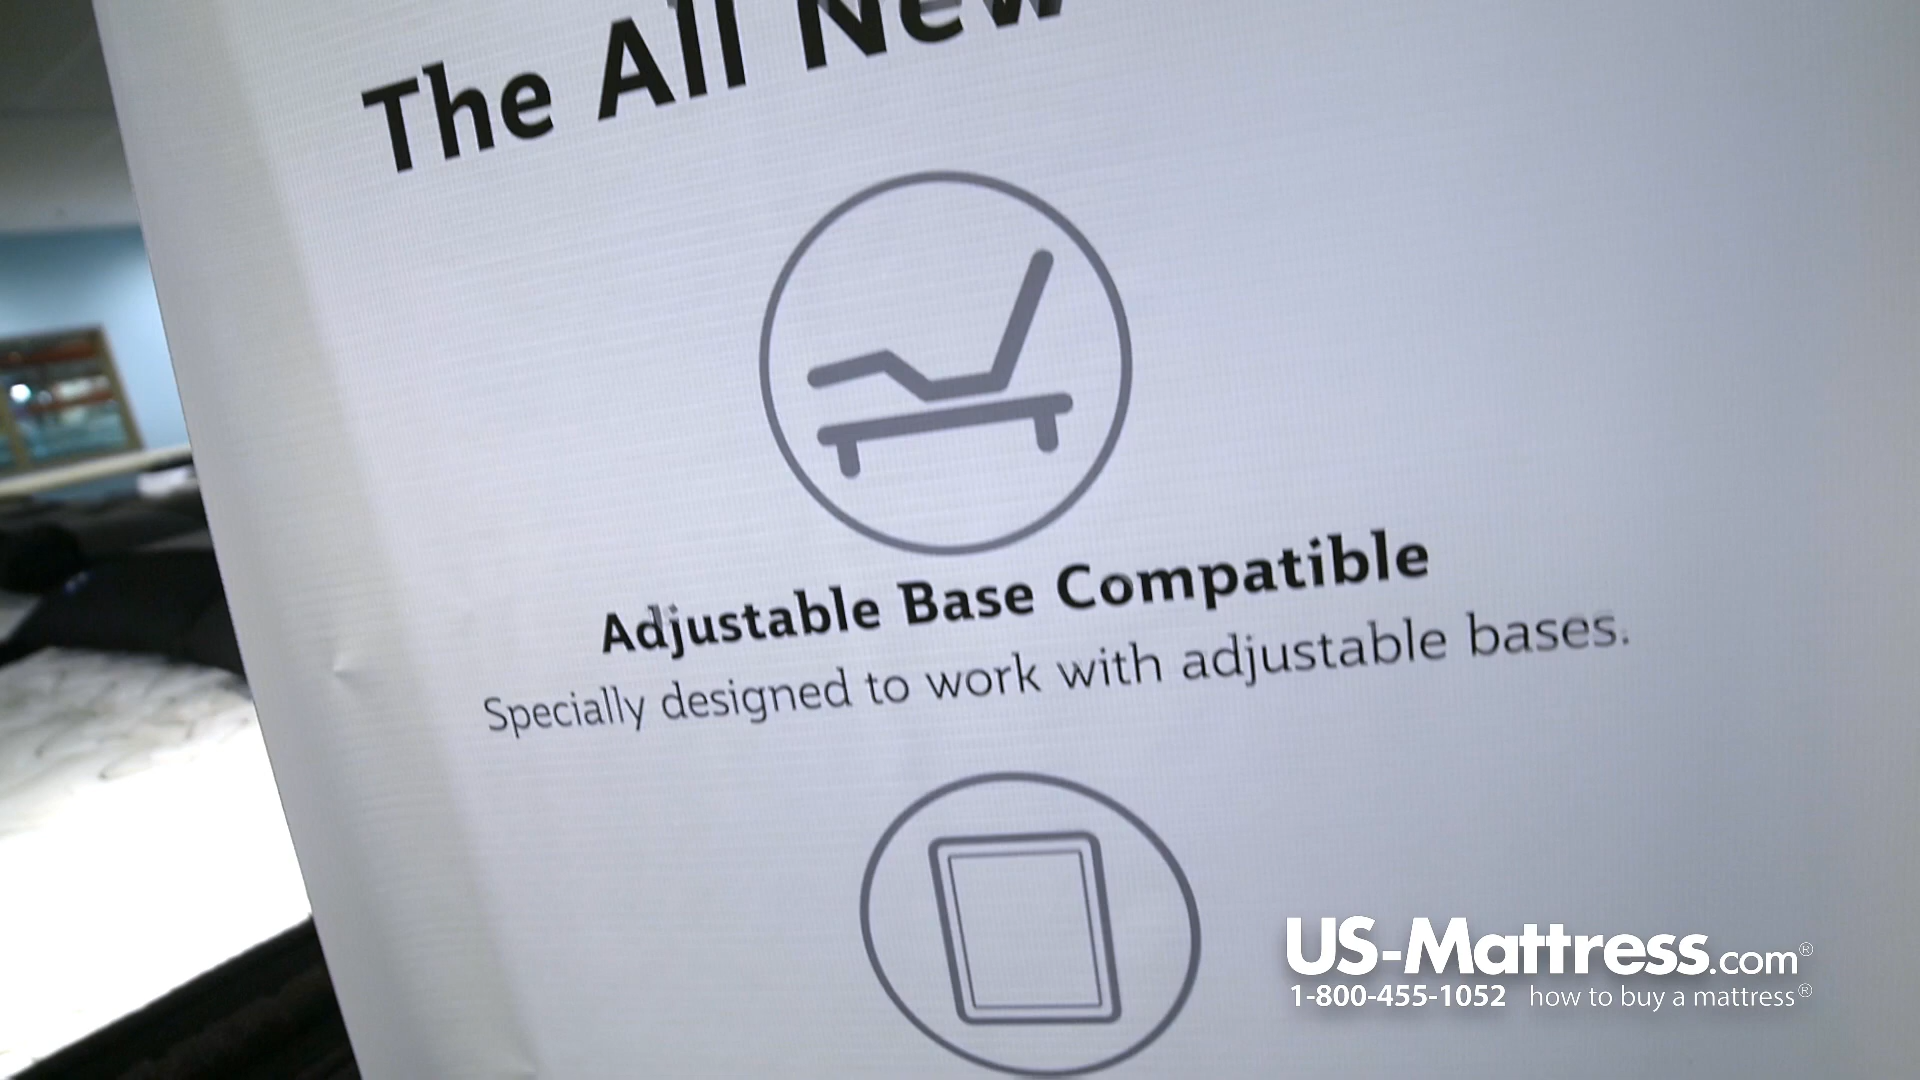 The All New
Adjustable Base Compatible
Specially designed to work with adjustable bases.
US-Mattress.com®
1-800-455-1052 how to buy a mattress®